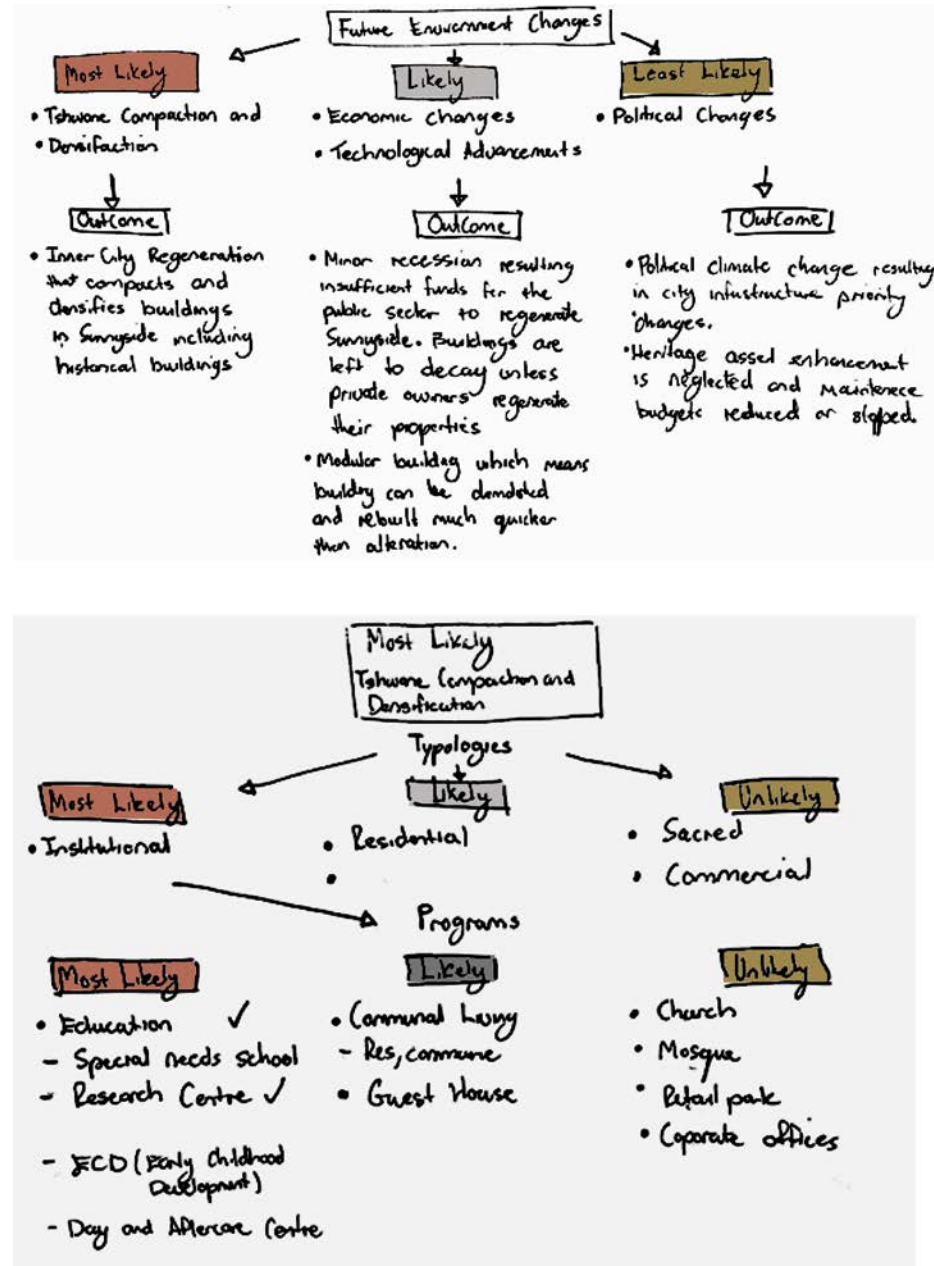 Future Environment Changes
Most Likely
• Tshwane Compaction and
• Densifaction
Outcome
• Inner City Regeneration
that compacts and
densifies buildings
in Sunnyside including
historical buildings
Likely
• Economic changes
• Technological Advancements
Outcome
• Minor recession resulting
insufficient funds for the
public sector to regenerate
Sunnyside. Buildings are
left to decay unless
private owners regenerate
their properties
• Modular building which means
building can be demolished
and rebuilt much quicker
than alteration.
Least Likely
• Political Changes
Outcome
• Political climate change resulting
in city infustructure priority
changes.
• Heritage asset enhancement
is neglected and maintenece
budgets reduced or stopped.
Most Likely
Tshwane Compaction and
Densification
Typologies
Most Likely
• Institutional
Likely
• Residential
•
Unlikely
• Sacred
• Commercial
Programs
Most Likely
• Education ✓
- Special needs school
- Research Centre ✓
- ECD (Early Childhood
Development)
- Day and Aftercare Centre
Likely
• Communal Living
- Res, commune
• Guest House
Unlikely
• Church
• Mosque
• Retail park
• Coporate offices